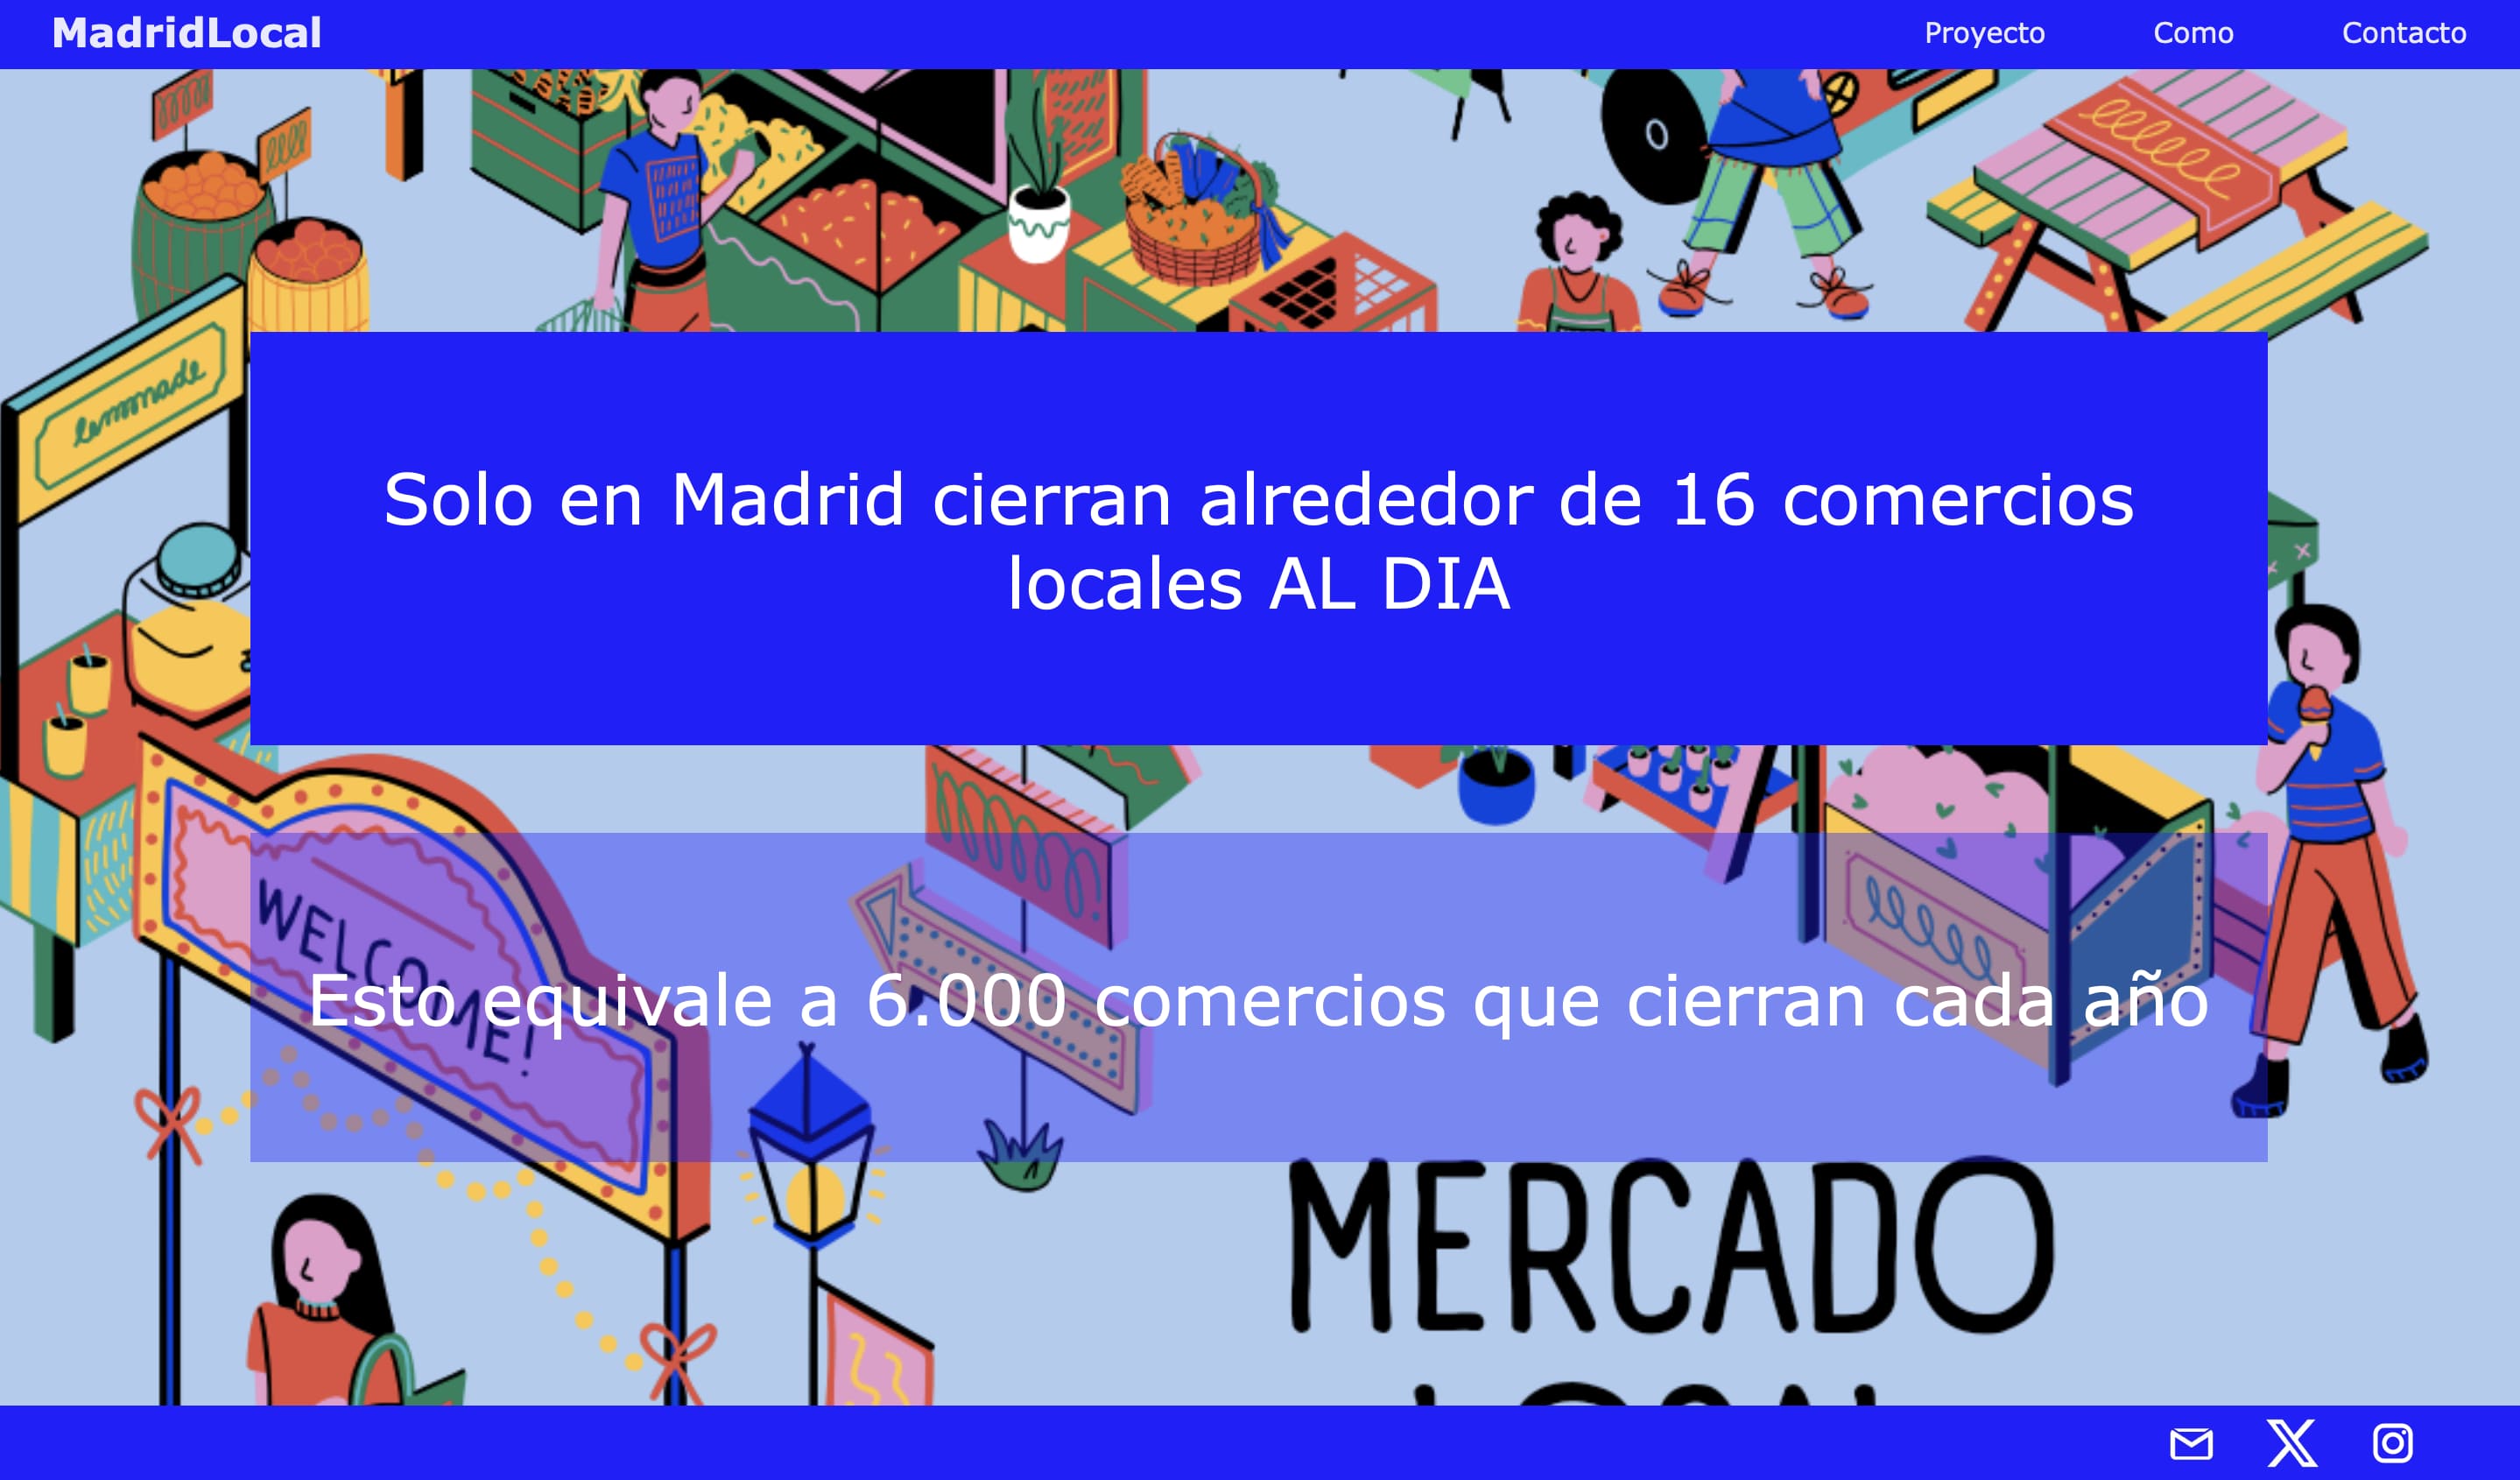 MadridLocal
Proyecto
Como
Contacto
lemonade
Solo en Madrid cierran alrededor de 16 comercios
locales AL DIA
WELCOME!
Esto equivale a 6.000 comercios que cierran cada año
MERCADO